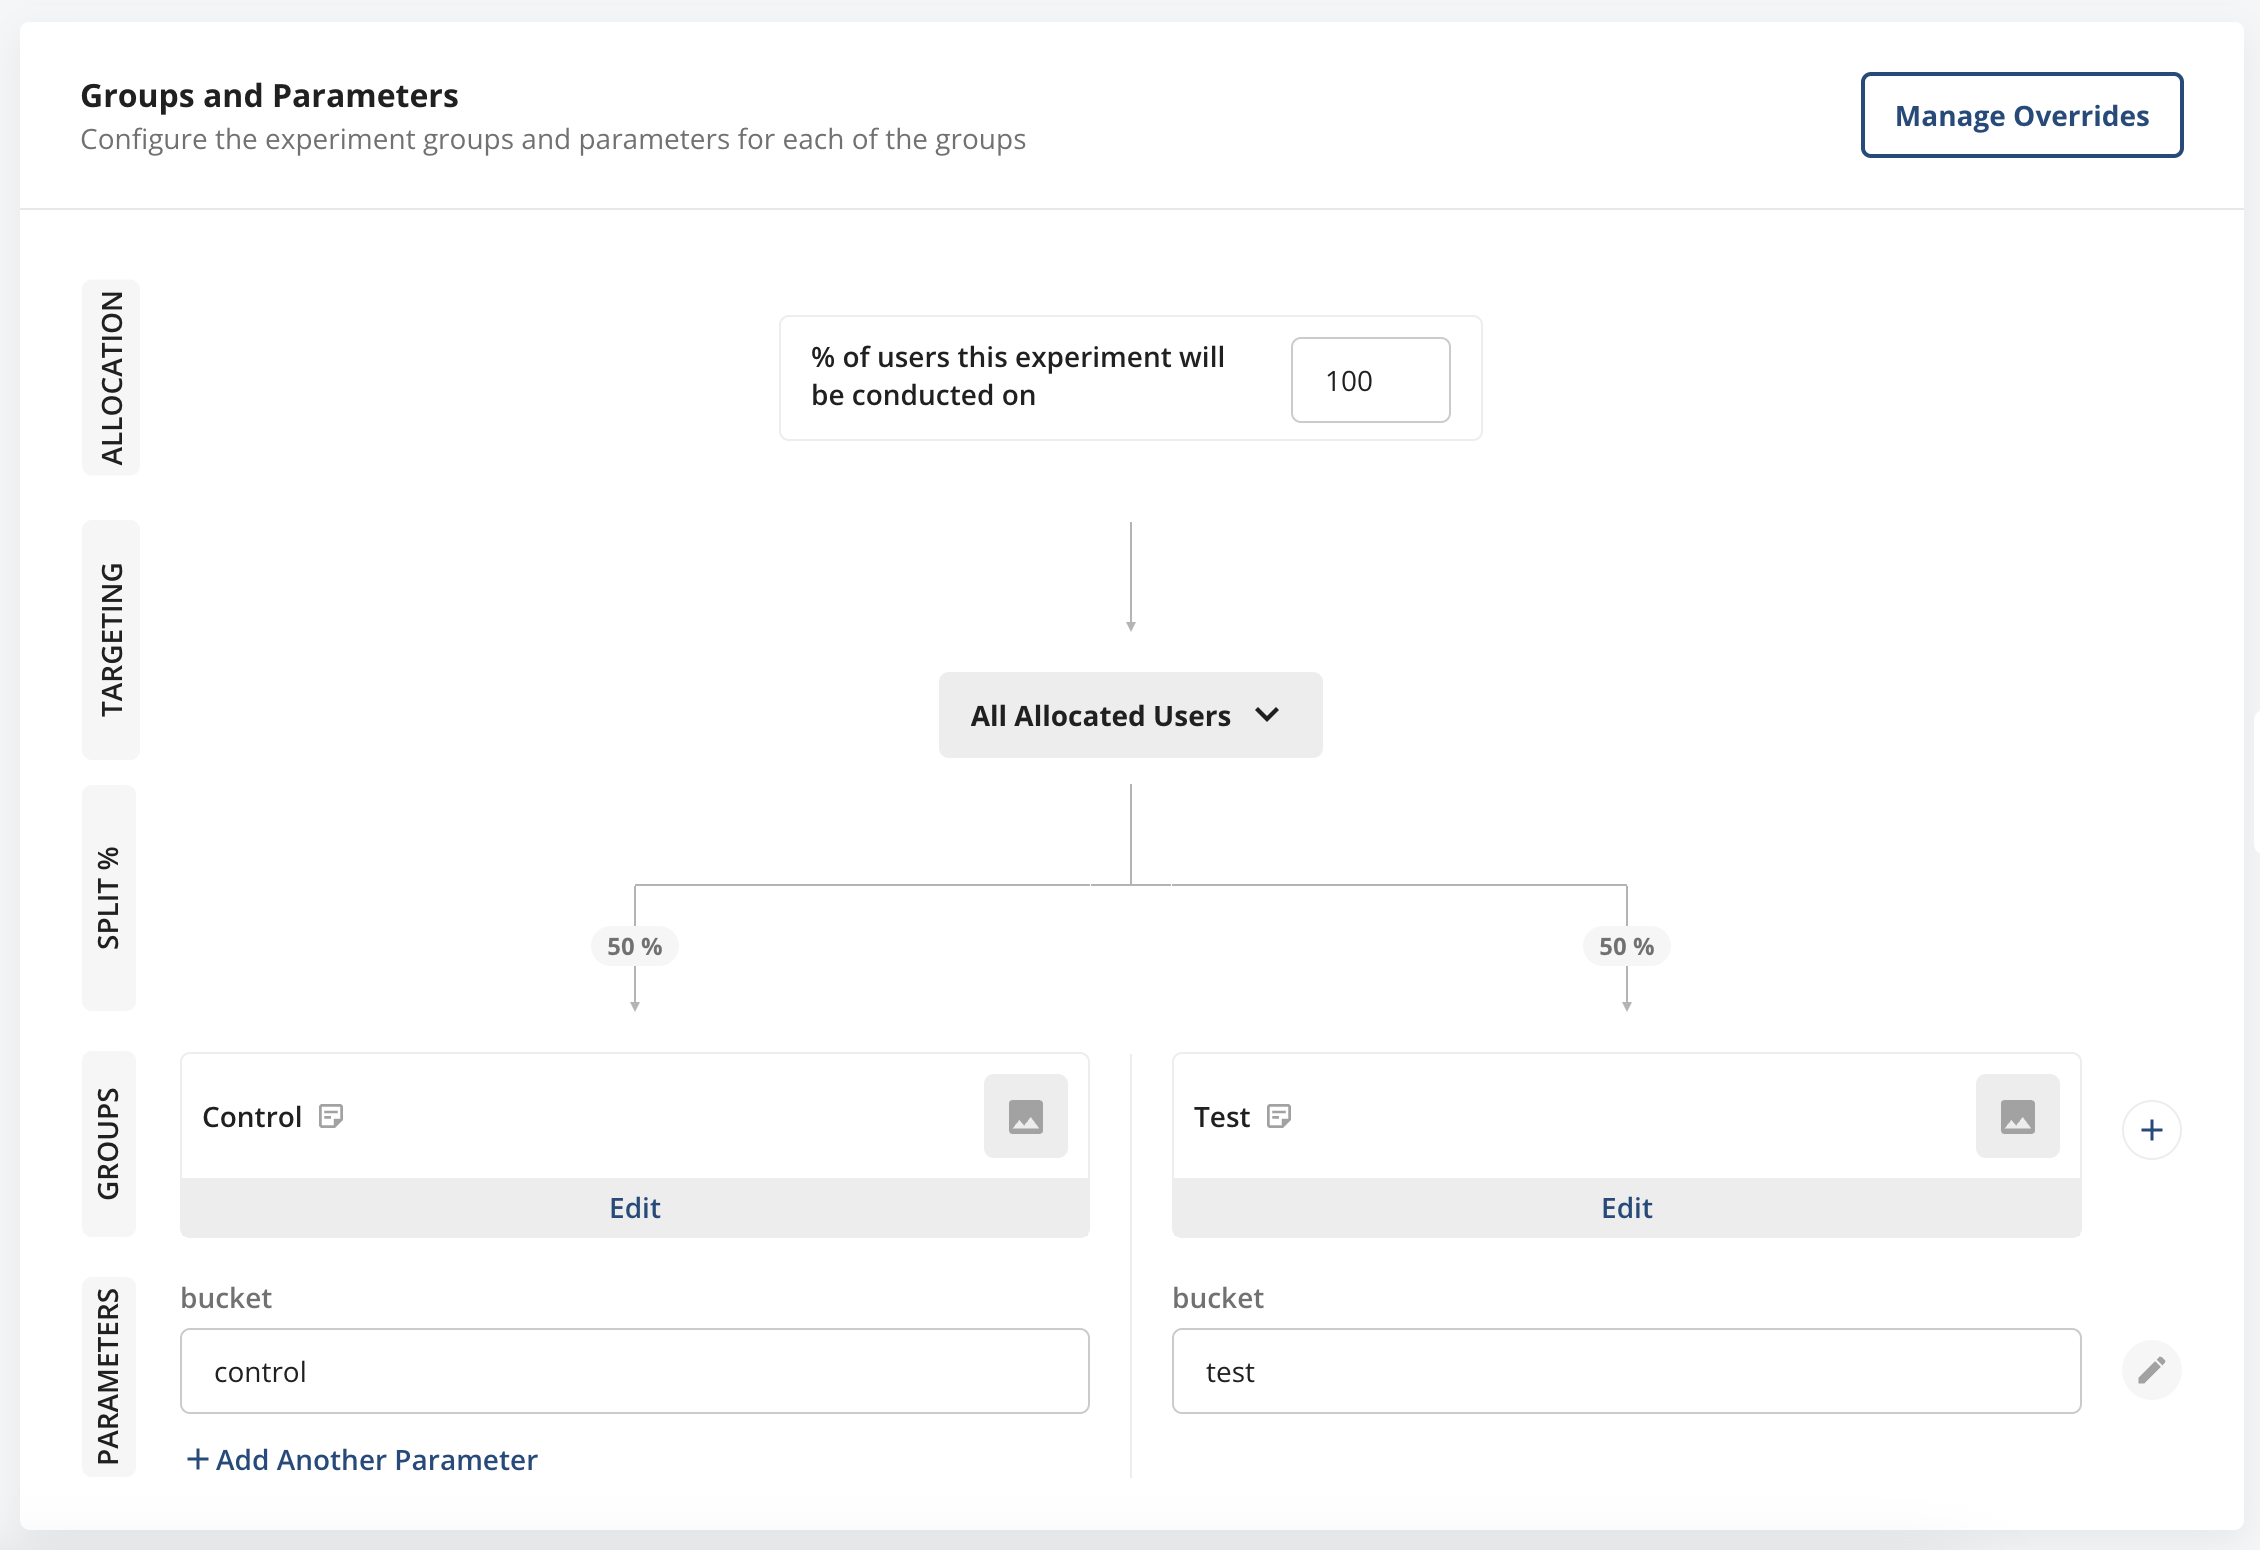 Groups and Parameters
Configure the experiment groups and parameters for each of the groups
Manage Overrides
ALLOCATION
% of users this experiment will
be conducted on
100
TARGETING
All Allocated Users
SPLIT %
50 %
50 %
GROUPS
Control
Test
Edit
Edit
PARAMETERS
bucket
bucket
control
test
+ Add Another Parameter